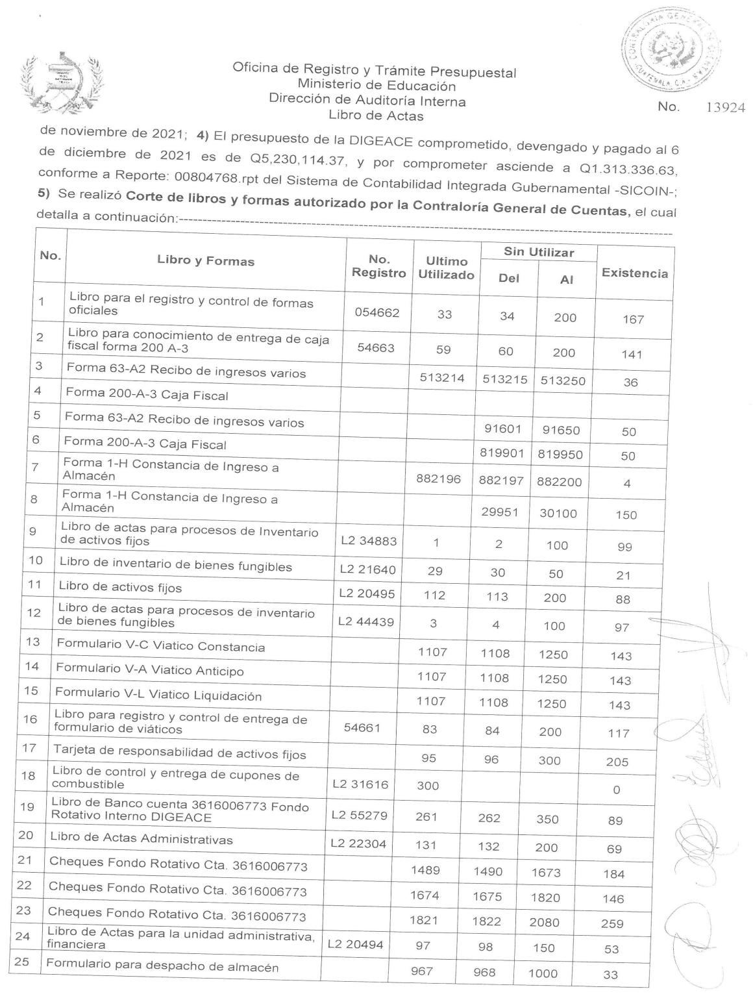 CONTRALORÍA GENERAL DE CUENTAS
GUATEMALA, C.A.
Oficina de Registro y Trámite Presupuestal
Ministerio de Educación
Dirección de Auditoría Interna
Libro de Actas
No. 13924
de noviembre de 2021; 4) El presupuesto de la DIGEACE comprometido, devengado y pagado al 6
de diciembre de 2021 es de Q5,230,114.37, y por comprometer asciende a Q1.313.336.63,
conforme a Reporte: 00804768.rpt del Sistema de Contabilidad Integrada Gubernamental -SICOIN-;
5) Se realizó Corte de libros y formas autorizado por la Contraloría General de Cuentas, el cual
detalla a continuación:-----------------------------------------------------------------------------------------------
No. Libro y Formas No. Registro Ultimo Utilizado Sin Utilizar Del Al Existencia
1 Libro para el registro y control de formas oficiales 054662 33 34 200 167
2 Libro para conocimiento de entrega de caja fiscal forma 200 A-3 54663 59 60 200 141
3 Forma 63-A2 Recibo de ingresos varios 513214 513215 513250 36
4 Forma 200-A-3 Caja Fiscal
5 Forma 63-A2 Recibo de ingresos varios 91601 91650 50
6 Forma 200-A-3 Caja Fiscal 819901 819950 50
7 Forma 1-H Constancia de Ingreso a Almacén 882196 882197 882200 4
8 Forma 1-H Constancia de Ingreso a Almacén 29951 30100 150
9 Libro de actas para procesos de Inventario de activos fijos L2 34883 1 2 100 99
10 Libro de inventario de bienes fungibles L2 21640 29 30 50 21
11 Libro de activos fijos L2 20495 112 113 200 88
12 Libro de actas para procesos de inventario de bienes fungibles L2 44439 3 4 100 97
13 Formulario V-C Viatico Constancia 1107 1108 1250 143
14 Formulario V-A Viatico Anticipo 1107 1108 1250 143
15 Formulario V-L Viatico Liquidación 1107 1108 1250 143
16 Libro para registro y control de entrega de formulario de viáticos 54661 83 84 200 117
17 Tarjeta de responsabilidad de activos fijos 95 96 300 205
18 Libro de control y entrega de cupones de combustible L2 31616 300 0
19 Libro de Banco cuenta 3616006773 Fondo Rotativo Interno DIGEACE L2 55279 261 262 350 89
20 Libro de Actas Administrativas L2 22304 131 132 200 69
21 Cheques Fondo Rotativo Cta. 3616006773 1489 1490 1673 184
22 Cheques Fondo Rotativo Cta. 3616006773 1674 1675 1820 146
23 Cheques Fondo Rotativo Cta. 3616006773 1821 1822 2080 259
24 Libro de Actas para la unidad administrativa, financiera L2 20494 97 98 150 53
25 Formulario para despacho de almacén 967 968 1000 33